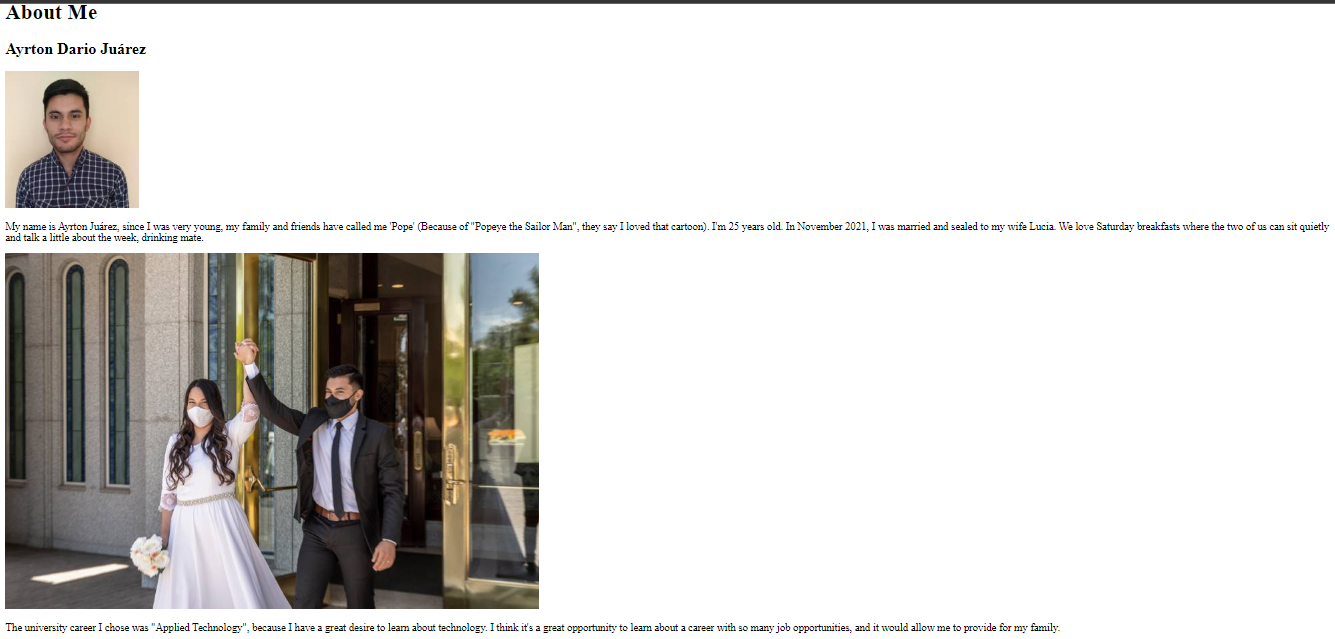 About Me
Ayrton Dario Juárez
My name is Ayrton Juárez, since I was very young, my family and friends have called me 'Pope' (Because of "Popeye the Sailor Man", they say I loved that cartoon). I'm 25 years old. In November 2021, I was married and sealed to my wife Lucia. We love Saturday breakfasts where the two of us can sit quietly
and talk a little about the week, drinking mate.
The university career I chose was "Applied Technology", because I have a great desire to learn about technology. I think it's a great opportunity to learn about a career with so many job opportunities, and it would allow me to provide for my family.